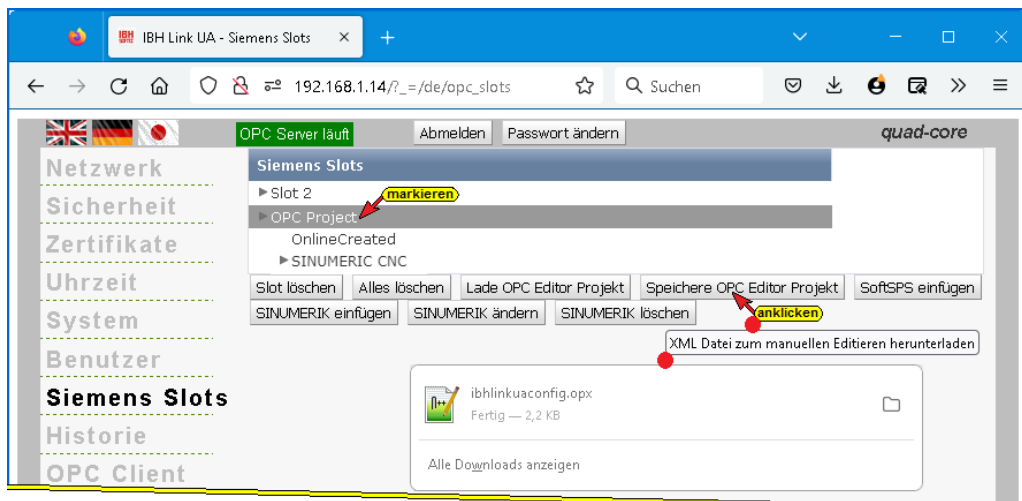 IBH SOFTEC IBH Link UA - Siemens Slots
192.168.1.14/?_=/de/opc_slots Suchen
OPC Server läuft Abmelden Passwort ändern quad-core
Netzwerk
Sicherheit
Zertifikate
Uhrzeit
System
Benutzer
Siemens Slots
Historie
OPC Client
Siemens Slots
Slot 2 markieren
OPC Project
OnlineCreated
SINUMERIC CNC
Slot löschen Alles löschen Lade OPC Editor Projekt Speichere OPC Editor Projekt SoftSPS einfügen
SINUMERIK einfügen SINUMERIK ändern SINUMERIK löschen anklicken
XML Datei zum manuellen Editieren herunterladen
ibhlinkuaconfig.opx
Fertig — 2,2 KB
Alle Downloads anzeigen